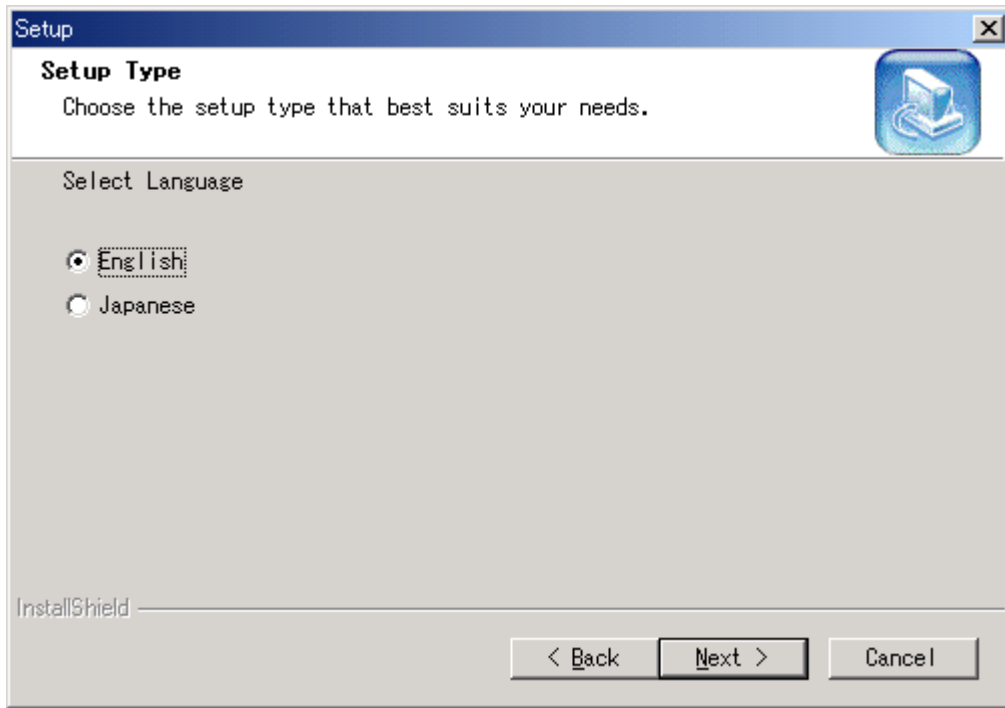 Setup
Setup Type
Choose the setup type that best suits your needs.
Select Language
English
Japanese
InstallShield
< Back
Next >
Cancel